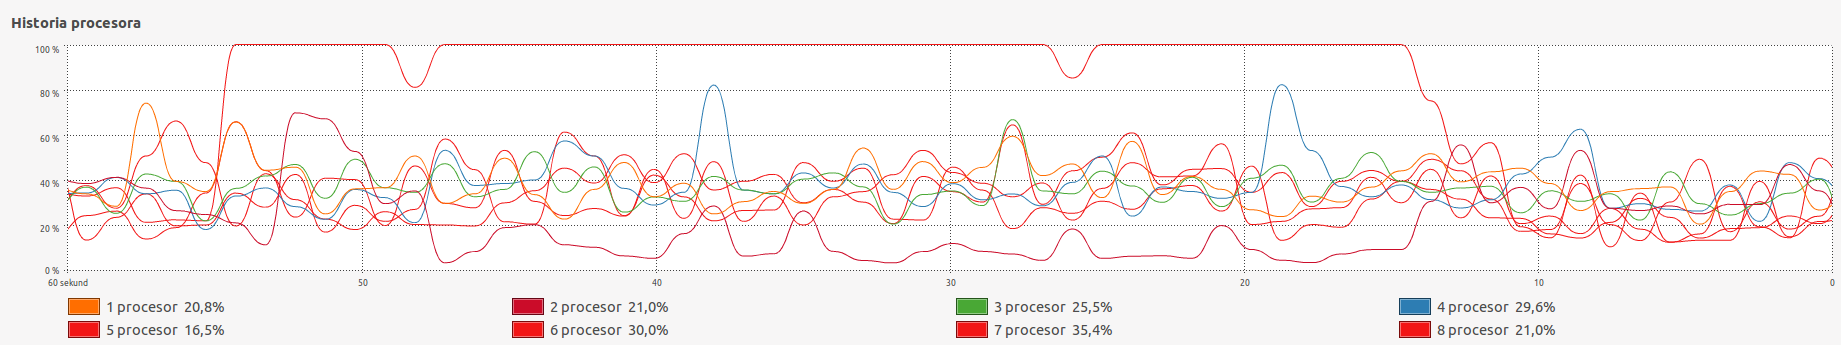 Historia procesora
100 %
80 %
60 %
40 %
20 %
0 %
60 sekund 50 40 30 20 10 0
1 procesor 20,8% 2 procesor 21,0% 3 procesor 25,5% 4 procesor 29,6%
5 procesor 16,5% 6 procesor 30,0% 7 procesor 35,4% 8 procesor 21,0%